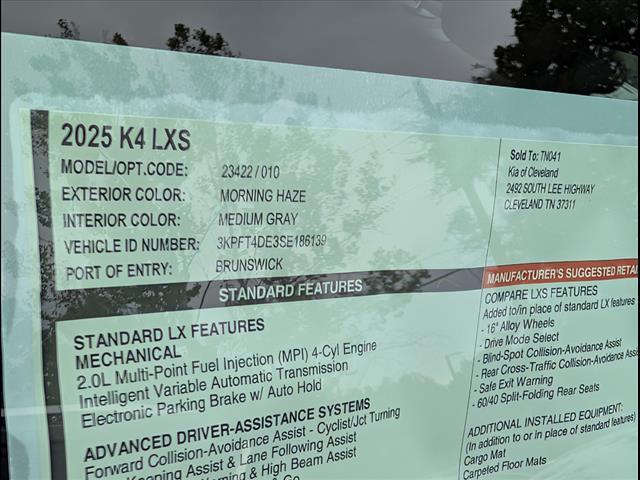 2025 K4 LXS
MODEL/OPT.CODE: 23422 / 010
EXTERIOR COLOR: MORNING HAZE
INTERIOR COLOR: MEDIUM GRAY
VEHICLE ID NUMBER: 3KPFT4DE3SE186139
PORT OF ENTRY: BRUNSWICK
Sold To: TN041
Kia of Cleveland
2492 SOUTH LEE HIGHWAY
CLEVELAND TN 37311
STANDARD FEATURES
STANDARD LX FEATURES
MECHANICAL
2.0L Multi-Point Fuel Injection (MPI) 4-Cyl Engine
Intelligent Variable Automatic Transmission
Electronic Parking Brake w/ Auto Hold
ADVANCED DRIVER-ASSISTANCE SYSTEMS
Forward Collision-Avoidance Assist - Cyclist/Jct Turning
Keeping Assist & Lane Following Assist
& High Beam Assist
& Go
MANUFACTURER'S SUGGESTED RETAI
COMPARE LXS FEATURES
Added to/in place of standard LX features
- 16" Alloy Wheels
- Drive Mode Select
- Blind-Spot Collision-Avoidance Assist
- Rear Cross-Traffic Collision-Avoidance Ass
- Safe Exit Warning
- 60/40 Split-Folding Rear Seats
ADDITIONAL INSTALLED EQUIPMENT:
(In addition to or in place of standard features)
Cargo Mat
Carpeted Floor Mats